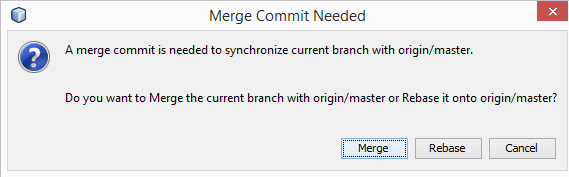 Merge Commit Needed
A merge commit is needed to synchronize current branch with origin/master.
Do you want to Merge the current branch with origin/master or Rebase it onto origin/master?
Merge Rebase Cancel